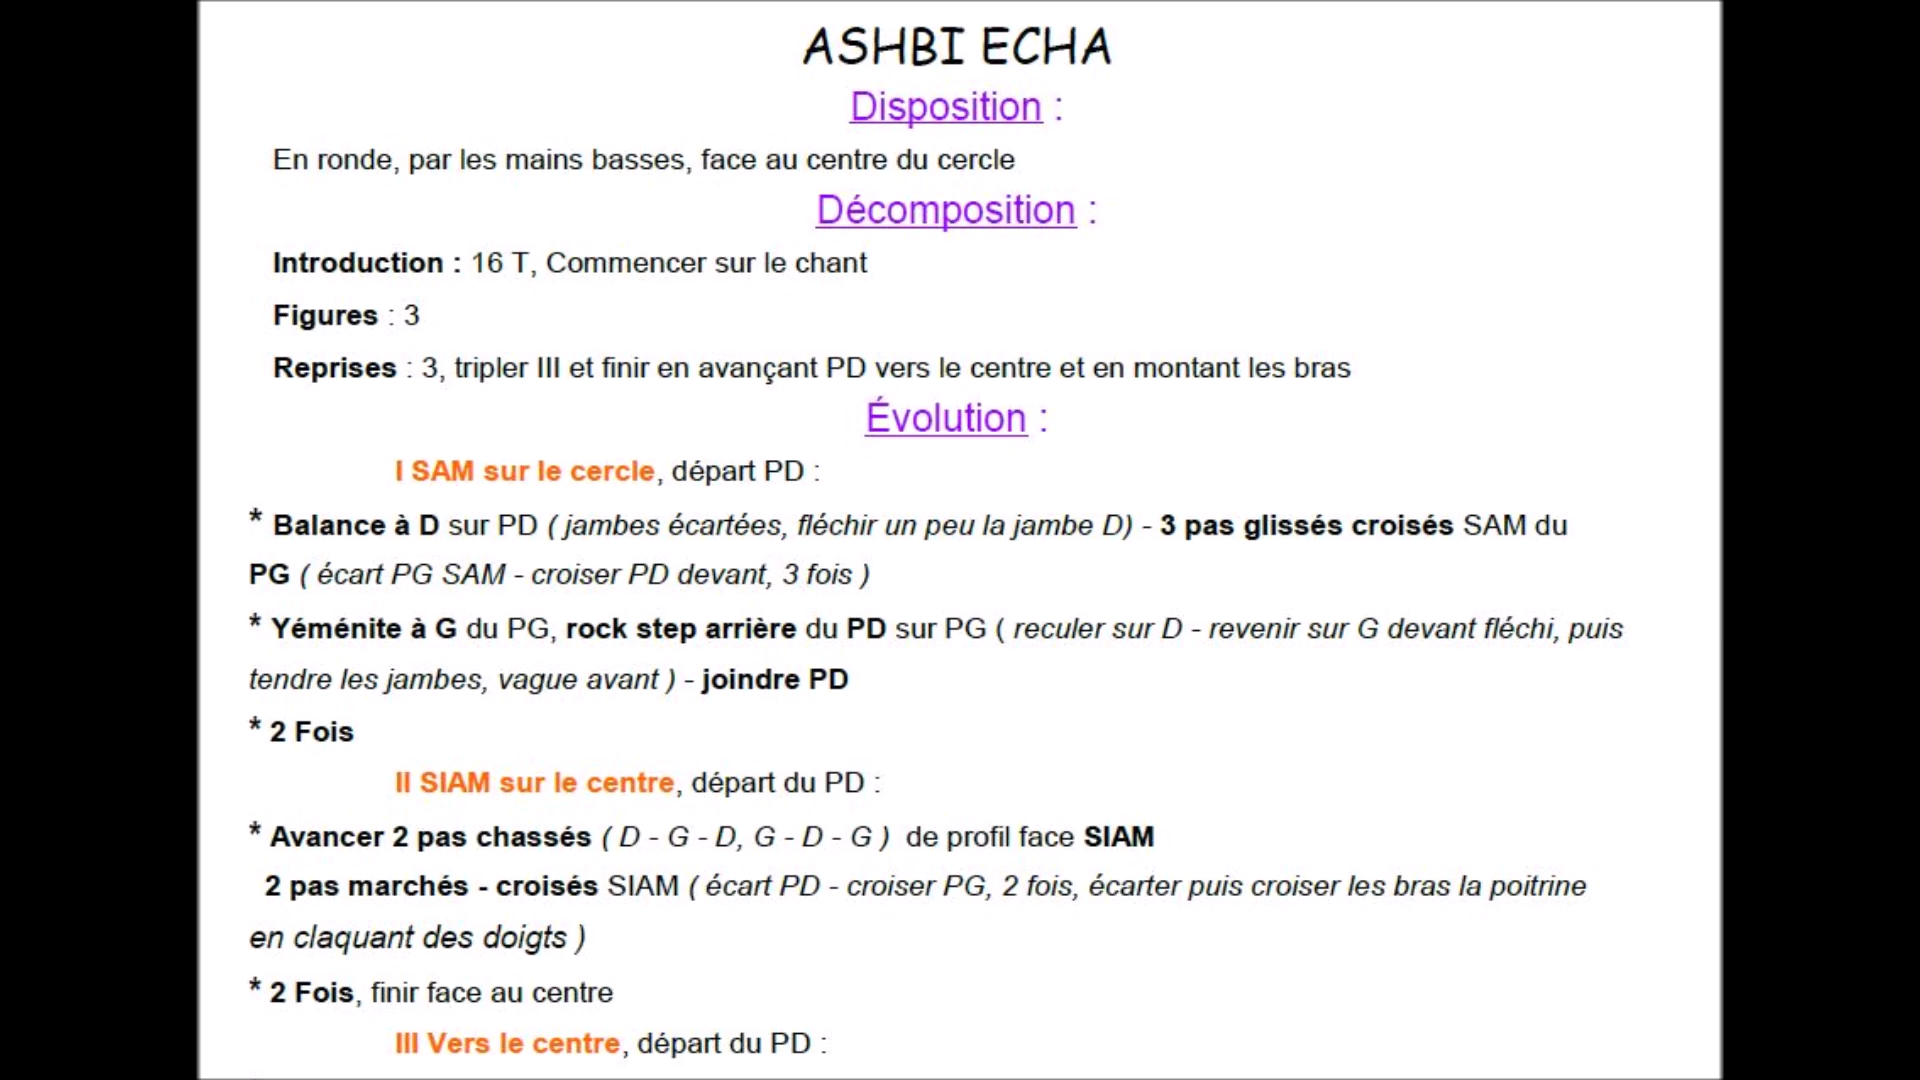 ASHBI ECHA
Disposition :
En ronde, par les mains basses, face au centre du cercle
Décomposition :
Introduction : 16 T, Commencer sur le chant
Figures : 3
Reprises : 3, tripler III et finir en avançant PD vers le centre et en montant les bras
Évolution :
I SAM sur le cercle, départ PD :
* Balance à D sur PD ( jambes écartées, fléchir un peu la jambe D) - 3 pas glissés croisés SAM du
PG ( écart PG SAM - croiser PD devant, 3 fois )
* Yéménite à G du PG, rock step arrière du PD sur PG ( reculer sur D - revenir sur G devant fléchi, puis
tendre les jambes, vague avant ) - joindre PD
* 2 Fois
II SIAM sur le centre, départ du PD :
* Avancer 2 pas chassés ( D - G - D, G - D - G ) de profil face SIAM
2 pas marchés - croisés SIAM ( écart PD - croiser PG, 2 fois, écarter puis croiser les bras la poitrine
en claquant des doigts )
* 2 Fois, finir face au centre
III Vers le centre, départ du PD :